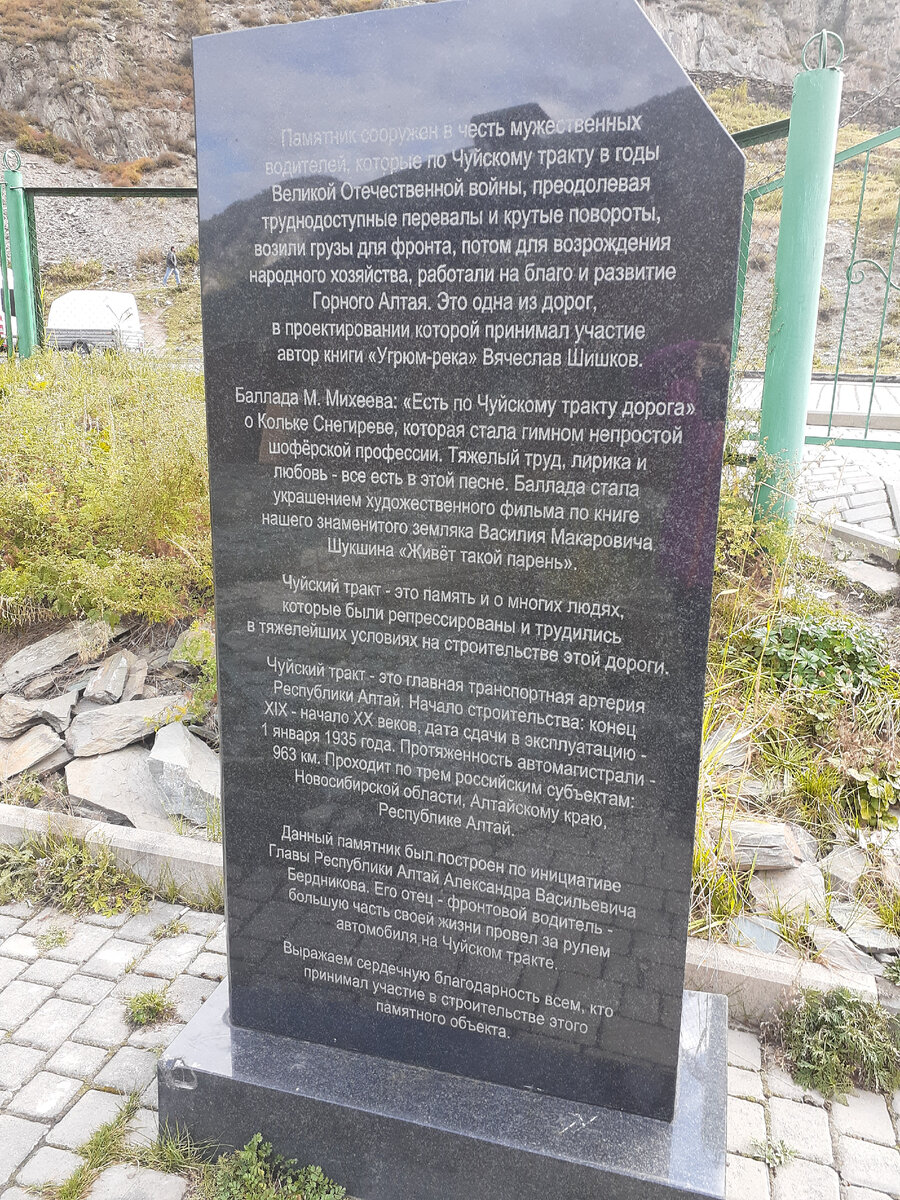 Памятник сооружен в честь мужественных
водителей, которые по Чуйскому тракту в годы
Великой Отечественной войны, преодолевая
труднодоступные перевалы и крутые повороты,
возили грузы для фронта, потом для возрождения
народного хозяйства, работали на благо и развитие
Горного Алтая. Это одна из дорог,
в проектировании которой принимал участие
автор книги «Угрюм-река» Вячеслав Шишков.
Баллада М. Михеева: «Есть по Чуйскому тракту дорога»
о Кольке Снегиреве, которая стала гимном непростой
шофёрской профессии. Тяжелый труд, лирика и
любовь - все есть в этой песне. Баллада стала
украшением художественного фильма по книге
нашего знаменитого земляка Василия Макаровича
Шукшина «Живёт такой парень».
Чуйский тракт - это память и о многих людях,
которые были репрессированы и трудились
в тяжелейших условиях на строительстве этой дороги.
Чуйский тракт - это главная транспортная артерия
Республики Алтай. Начало строительства: конец
XIX - начало XX веков, дата сдачи в эксплуатацию -
1 января 1935 года. Протяженность автомагистрали -
963 км. Проходит по трем российским субъектам:
Новосибирской области, Алтайскому краю,
Республике Алтай.
Данный памятник был построен по инициативе
Главы Республики Алтай Александра Васильевича
Бердникова. Его отец - фронтовой водитель -
большую часть своей жизни провел за рулем
автомобиля на Чуйском тракте.
Выражаем сердечную благодарность всем, кто
принимал участие в строительстве этого
памятного объекта.